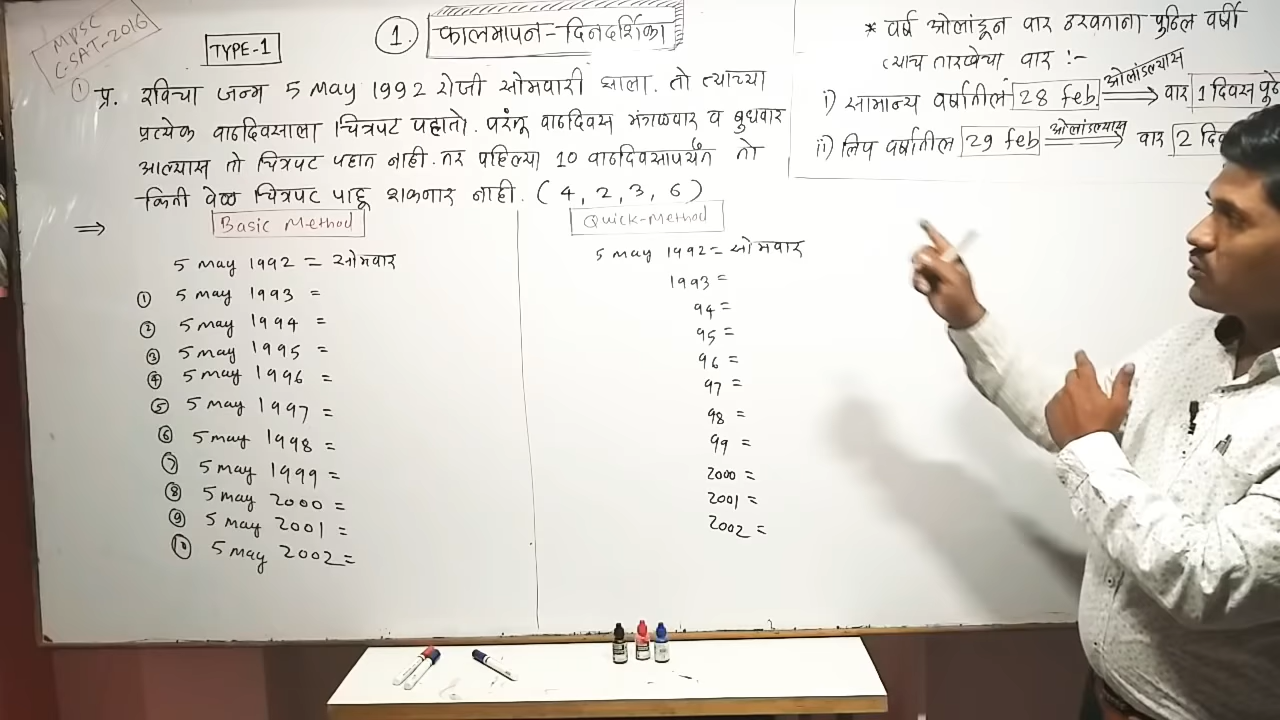 MPSC
C-SAT-2016
TYPE-1
1. कालमापन-दिनदर्शिका
① प्र. रविचा जन्म 5 May 1992 रोजी सोमवारी झाला. तो त्याच्या
प्रत्येक वाढदिवसाला चित्रपट पहातो. परंतू वाढदिवस मंगळवार व बुधवार
आल्यास तो चित्रपट पहात नाही. तर पहिल्या 10 वाढदिवसापर्यंत तो
किती वेळा चित्रपट पाहू शकनार नाही. (4, 2, 3, 6)
* वर्ष ओलांडून वार ठरवताना पुढिल वर्षी
त्याच तारखेचा वार :-
i) सामान्य वर्षातील 28 feb. ओलांडल्यास ⟹ वार 1 दिवस पुढे
ii) लिप वर्षातील 29 feb ओलांडल्यास ⟹ वार 2
⇒ Basic Method
5 may 1992 = सोमवार
① 5 may 1993 =
② 5 may 1994 =
③ 5 may 1995 =
④ 5 may 1996 =
⑤ 5 may 1997 =
⑥ 5 may 1998 =
⑦ 5 may 1999 =
⑧ 5 may 2000 =
⑨ 5 may 2001 =
⑩ 5 may 2002 =
Quick-Method
5 may 1992 = सोमवार
1993 =
94 =
95 =
96 =
97 =
98 =
99 =
2000 =
2001 =
2002 =